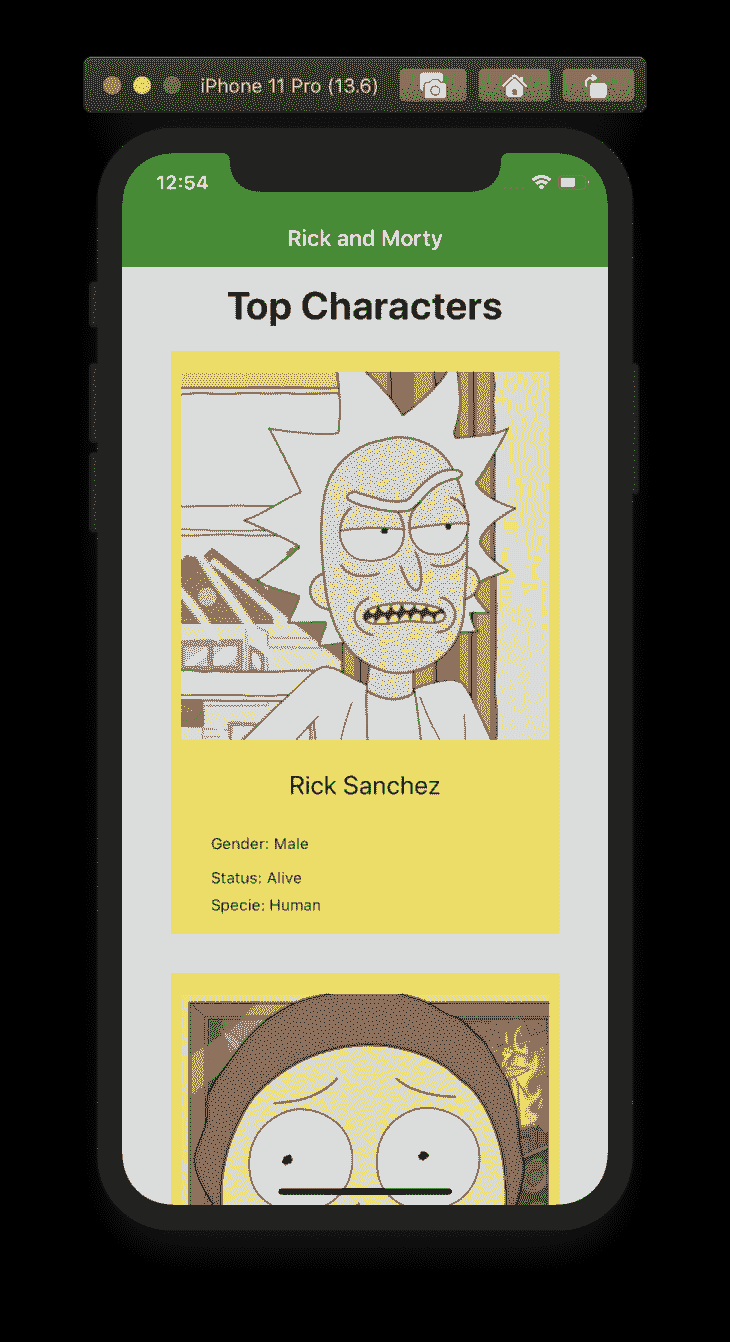 iPhone 11 Pro (13.6)
12:54
Rick and Morty
Top Characters
Rick Sanchez
Gender: Male
Status: Alive
Specie: Human